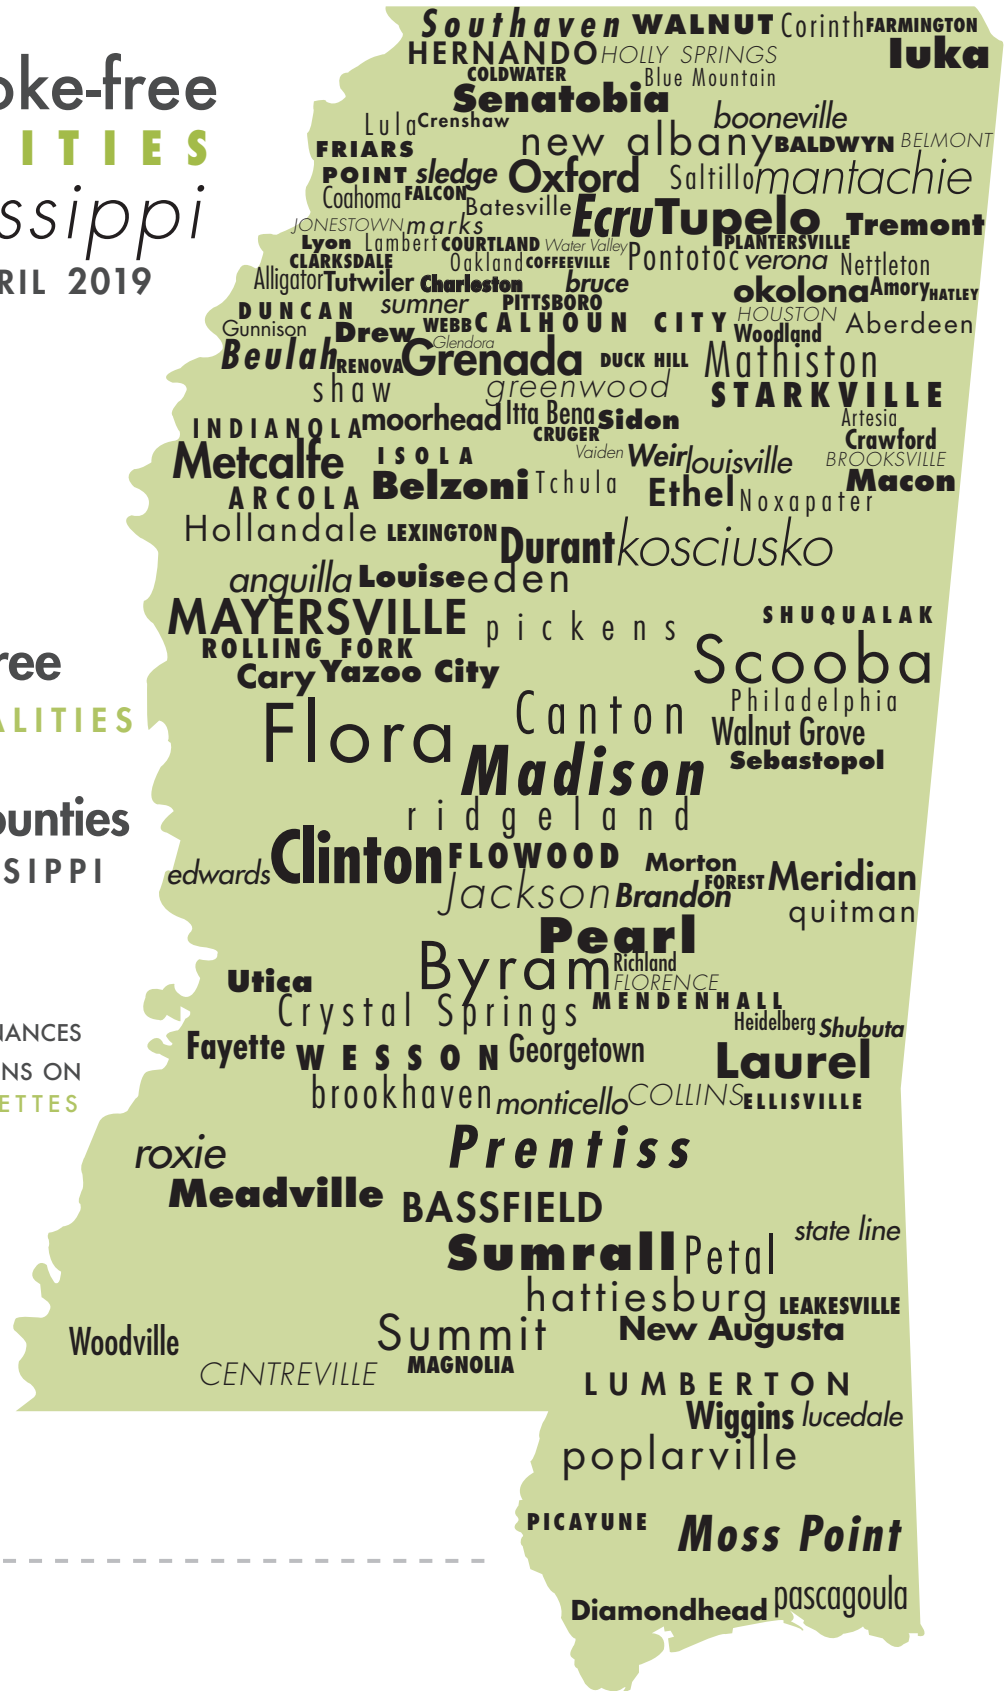 oke-free
ITIES
ssippi
RIL 2019
ree
ALITIES
ounties
SIPPI
NANCES
NS ON
ETTES
Southaven WALNUT Corinth FARMINGTON
HERNANDO HOLLY SPRINGS Iuka
COLDWATER Blue Mountain
Senatobia
Lula Crenshaw booneville
FRIARS new albany BALDWYN BELMONT
POINT sledge Oxford Saltillo mantachie
Coahoma FALCON Batesville Ecru Tupelo Tremont
JONESTOWN marks
Lyon Lambert COURTLAND Water Valley PLANTERSVILLE
CLARKSDALE Oakland COFFEEVILLE Pontotoc verona Nettleton
Alligator Tutwiler Charleston bruce okolona Amory HATLEY
DUNCAN sumner PITTSBORO HOUSTON
Gunnison Drew WEBB CALHOUN CITY Woodland Aberdeen
Beulah RENOVA Glendora Grenada DUCK HILL Mathiston
shaw greenwood STARKVILLE
INDIANOLA moorhead Itta Bena Sidon Artesia
CRUGER Crawford
Metcalfe ISOLA Vaiden Weir louisville BROOKSVILLE
ARCOLA Belzoni Tchula Ethel Noxapater Macon
Hollandale LEXINGTON Durant kosciusko
anguilla Louise eden
MAYERSVILLE pickens SHUQUALAK
ROLLING FORK
Cary Yazoo City Scooba
Philadelphia
Flora Canton Walnut Grove
Madison Sebastopol
ridgeland
edwards Clinton FLOWOOD Morton
Jackson Brandon FOREST Meridian
quitman
Pearl
Utica Byram Richland
FLORENCE
Crystal Springs MENDENHALL
Heidelberg Shubuta
Fayette WESSON Georgetown Laurel
brookhaven monticello COLLINS ELLISVILLE
roxie Prentiss
Meadville BASSFIELD
state line
Sumrall Petal
hattiesburg LEAKESVILLE
Woodville Summit New Augusta
CENTREVILLE MAGNOLIA
LUMBERTON
Wiggins lucedale
poplarville
PICAYUNE Moss Point
Diamondhead pascagoula